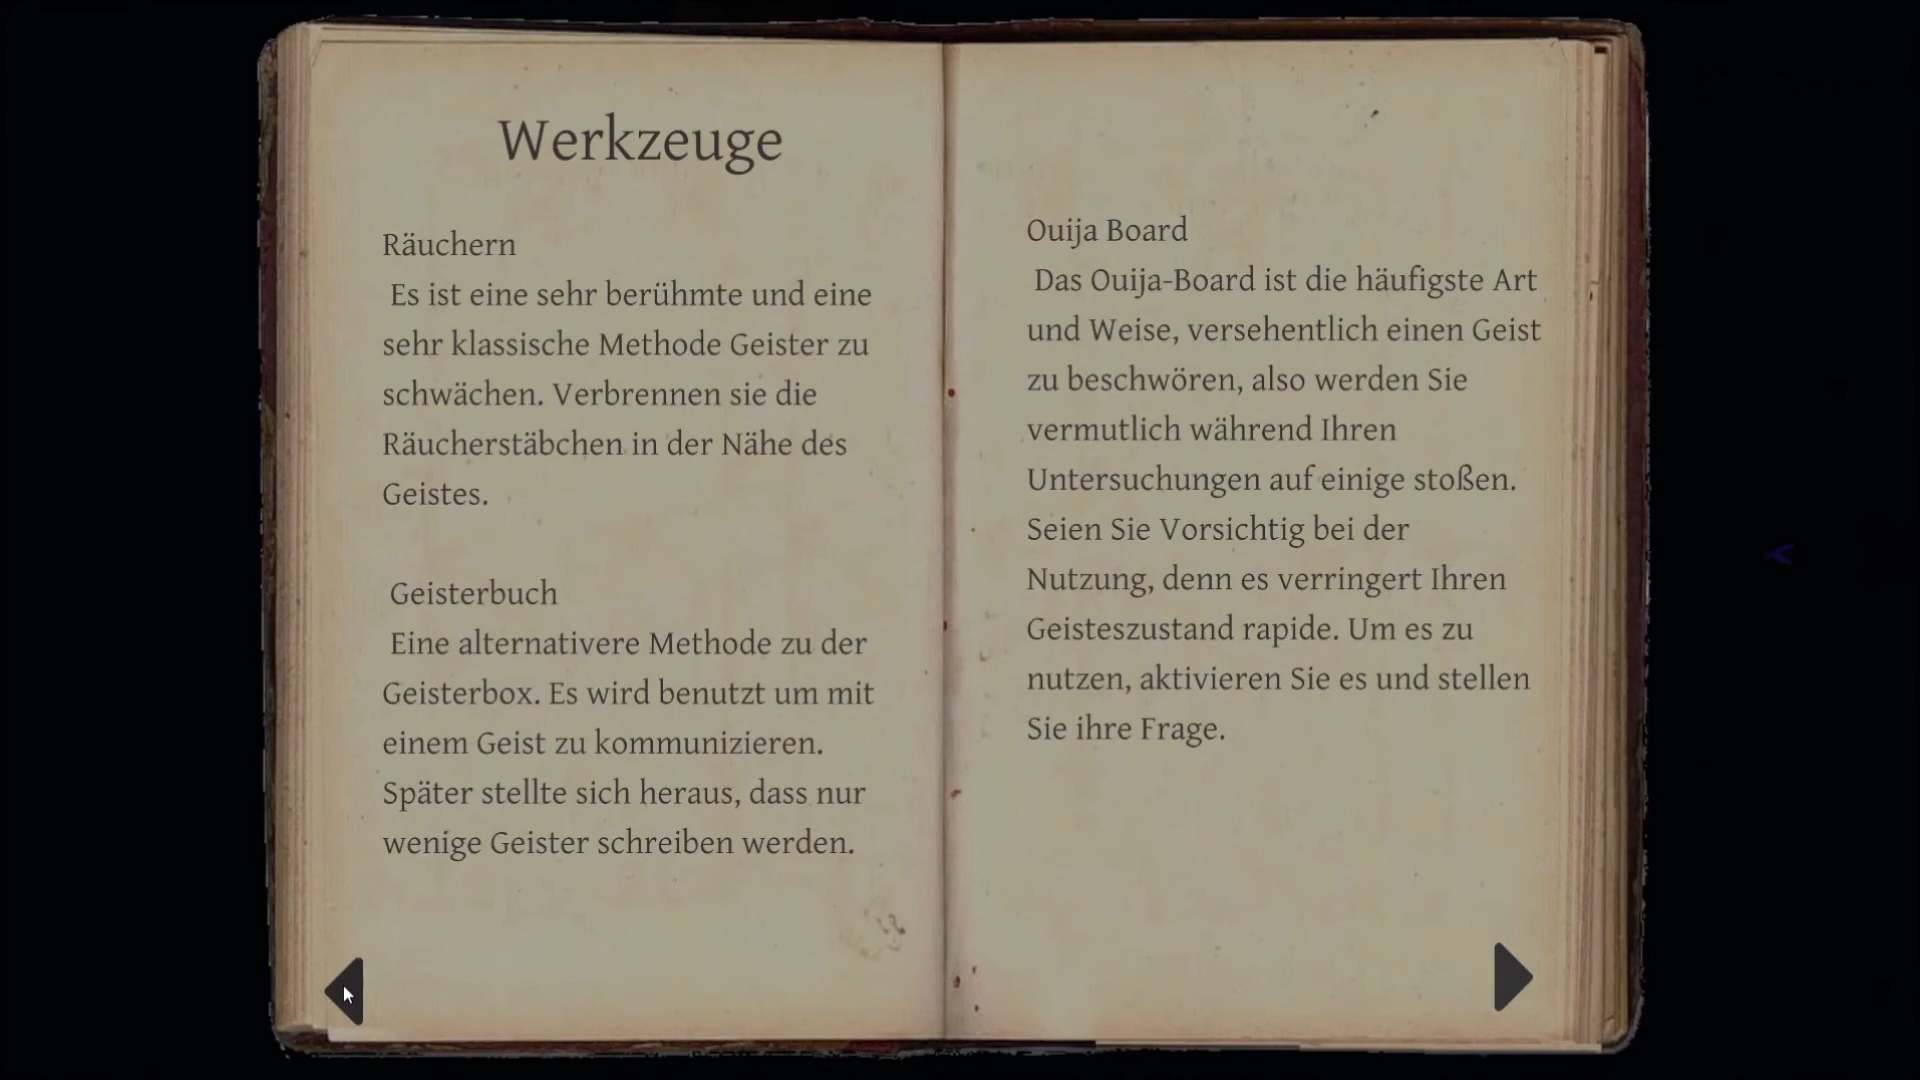 Werkzeuge
Räuchern
Es ist eine sehr berühmte und eine
sehr klassische Methode Geister zu
schwächen. Verbrennen sie die
Räucherstäbchen in der Nähe des
Geistes.
Geisterbuch
Eine alternativere Methode zu der
Geisterbox. Es wird benutzt um mit
einem Geist zu kommunizieren.
Später stellte sich heraus, dass nur
wenige Geister schreiben werden.
Ouija Board
Das Ouija-Board ist die häufigste Art
und Weise, versehentlich einen Geist
zu beschwören, also werden Sie
vermutlich während Ihren
Untersuchungen auf einige stoßen.
Seien Sie Vorsichtig bei der
Nutzung, denn es verringert Ihren
Geisteszustand rapide. Um es zu
nutzen, aktivieren Sie es und stellen
Sie ihre Frage.